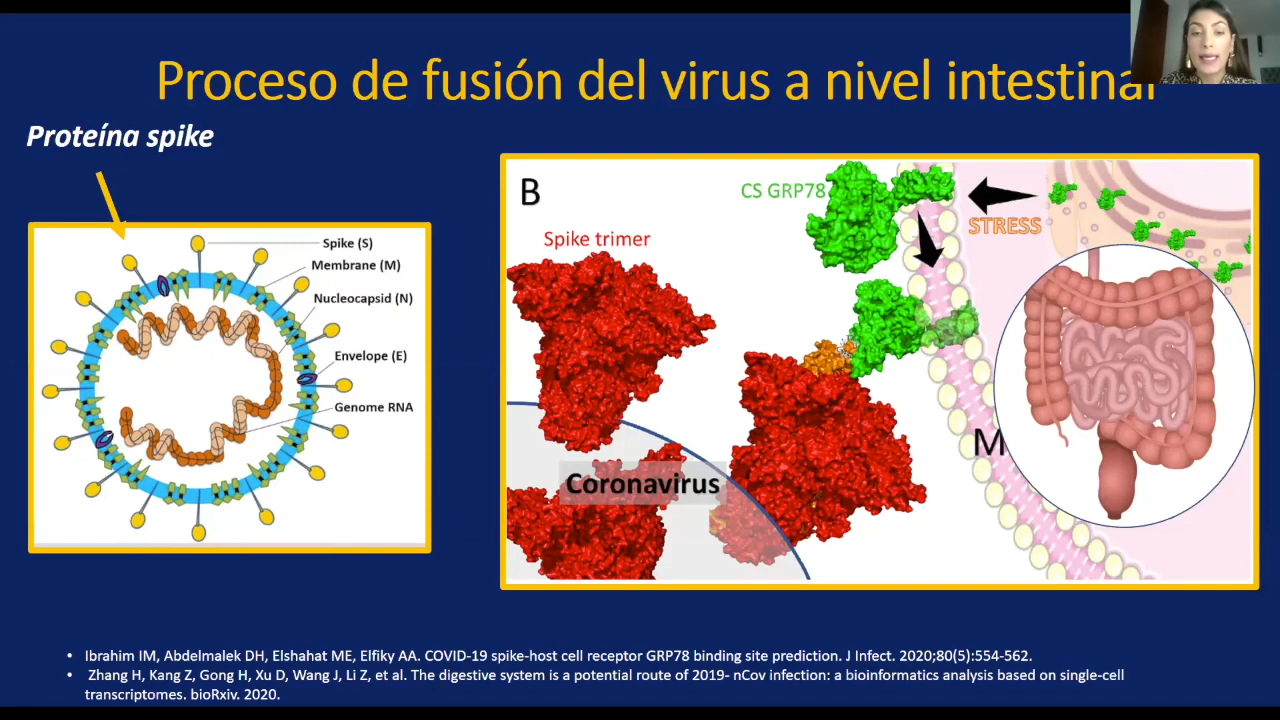 Proceso de fusión del virus a nivel intestinal
Proteína spike
Spike (S)
Membrane (M)
Nucleocapsid (N)
Envelope (E)
Genome RNA
B
CS GRP78
STRESS
Spike trimer
Coronavirus
M
• Ibrahim IM, Abdelmalek DH, Elshahat ME, Elfiky AA. COVID-19 spike-host cell receptor GRP78 binding site prediction. J Infect. 2020;80(5):554-562.
• Zhang H, Kang Z, Gong H, Xu D, Wang J, Li Z, et al. The digestive system is a potential route of 2019- nCov infection: a bioinformatics analysis based on single-cell
transcriptomes. bioRxiv. 2020.